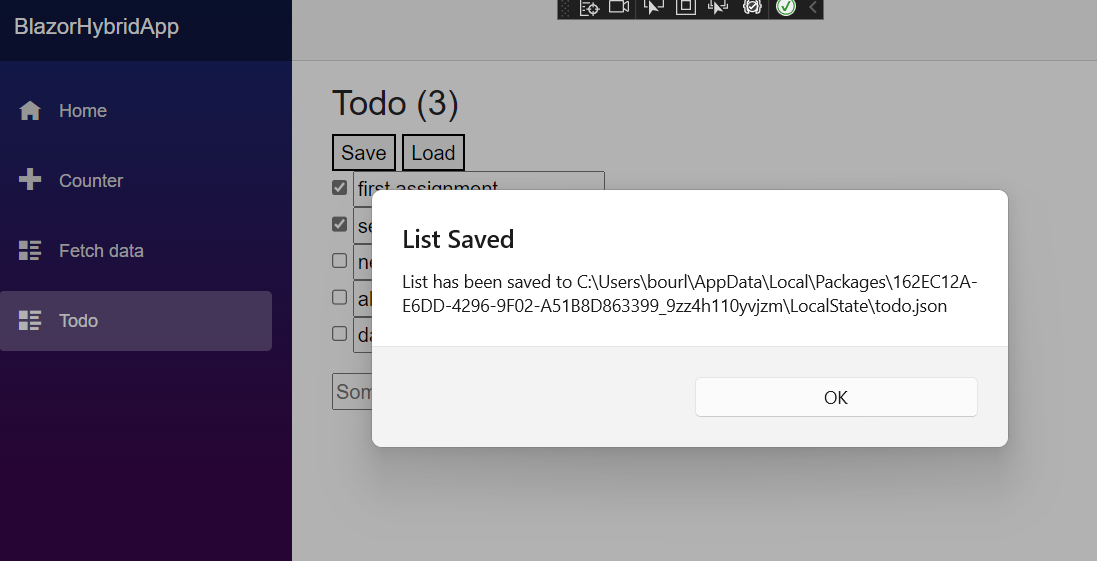 BlazorHybridApp
Home
Counter
Fetch data
Todo
Todo (3)
Save Load
first assignment
List Saved
List has been saved to C:\Users\bourl\AppData\Local\Packages\162EC12A-
E6DD-4296-9F02-A51B8D863399_9zz4h110yvjzm\LocalState\todo.json
OK